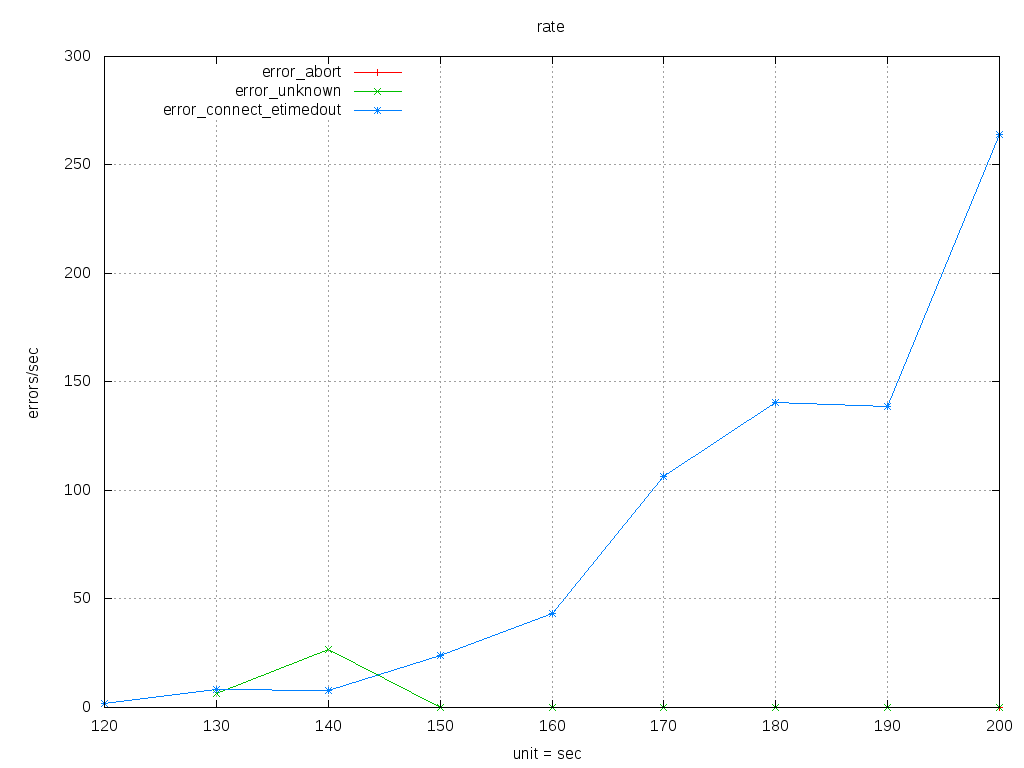 rate
300
250
200
150
100
50
0
errors/sec
error_abort
error_unknown
error_connect_etimedout
120 130 140 150 160 170 180 190 200
unit = sec